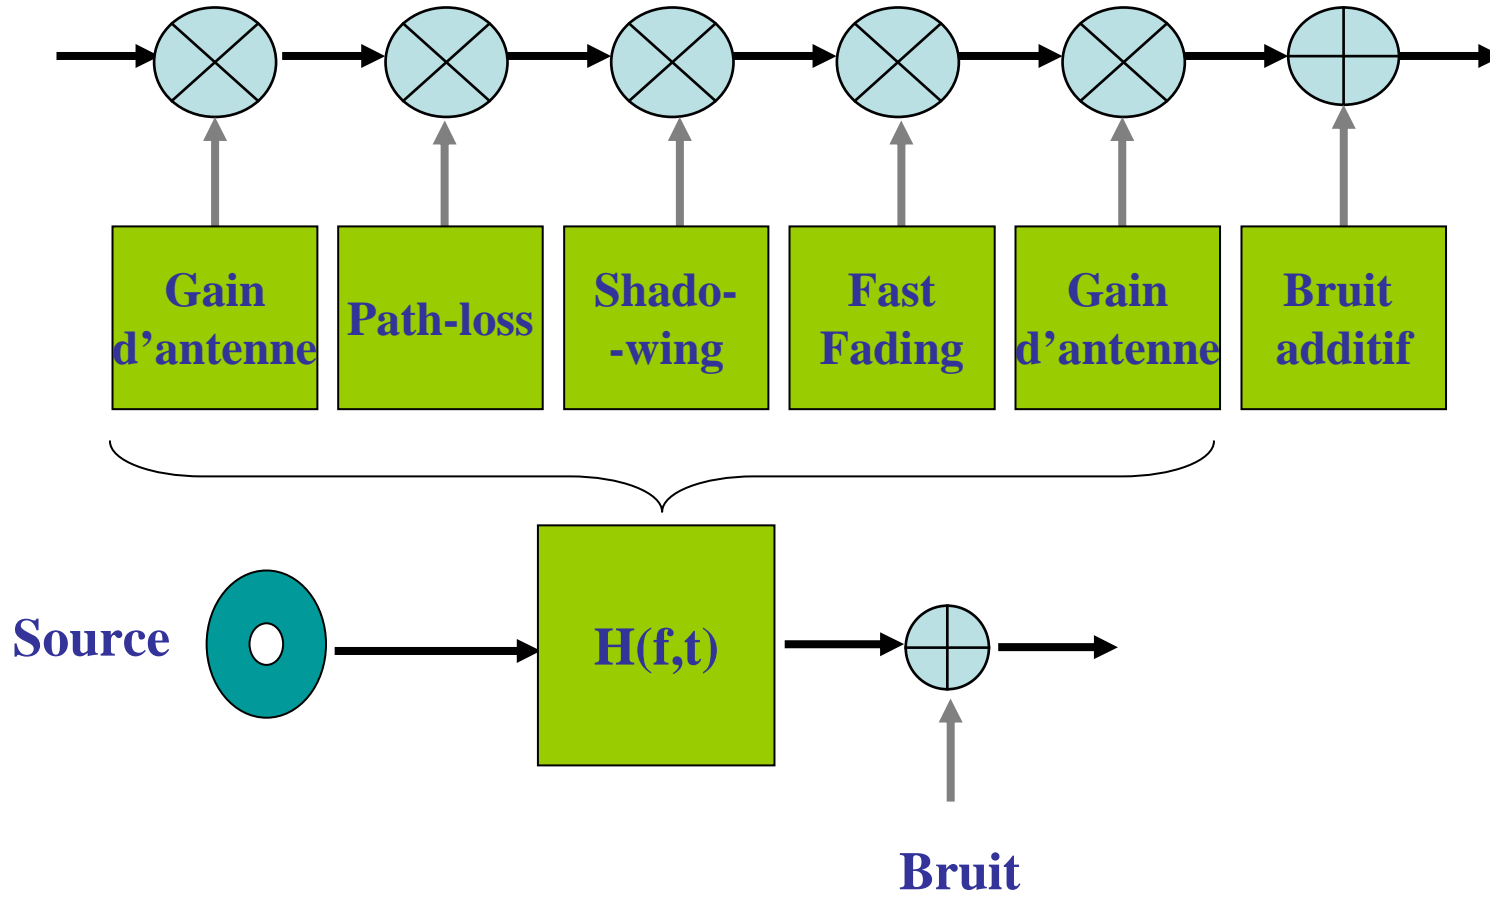 Gain
d’antenne
Path-loss
Shado-
-wing
Fast
Fading
Gain
d’antenne
Bruit
additif
Source
H(f,t)
Bruit